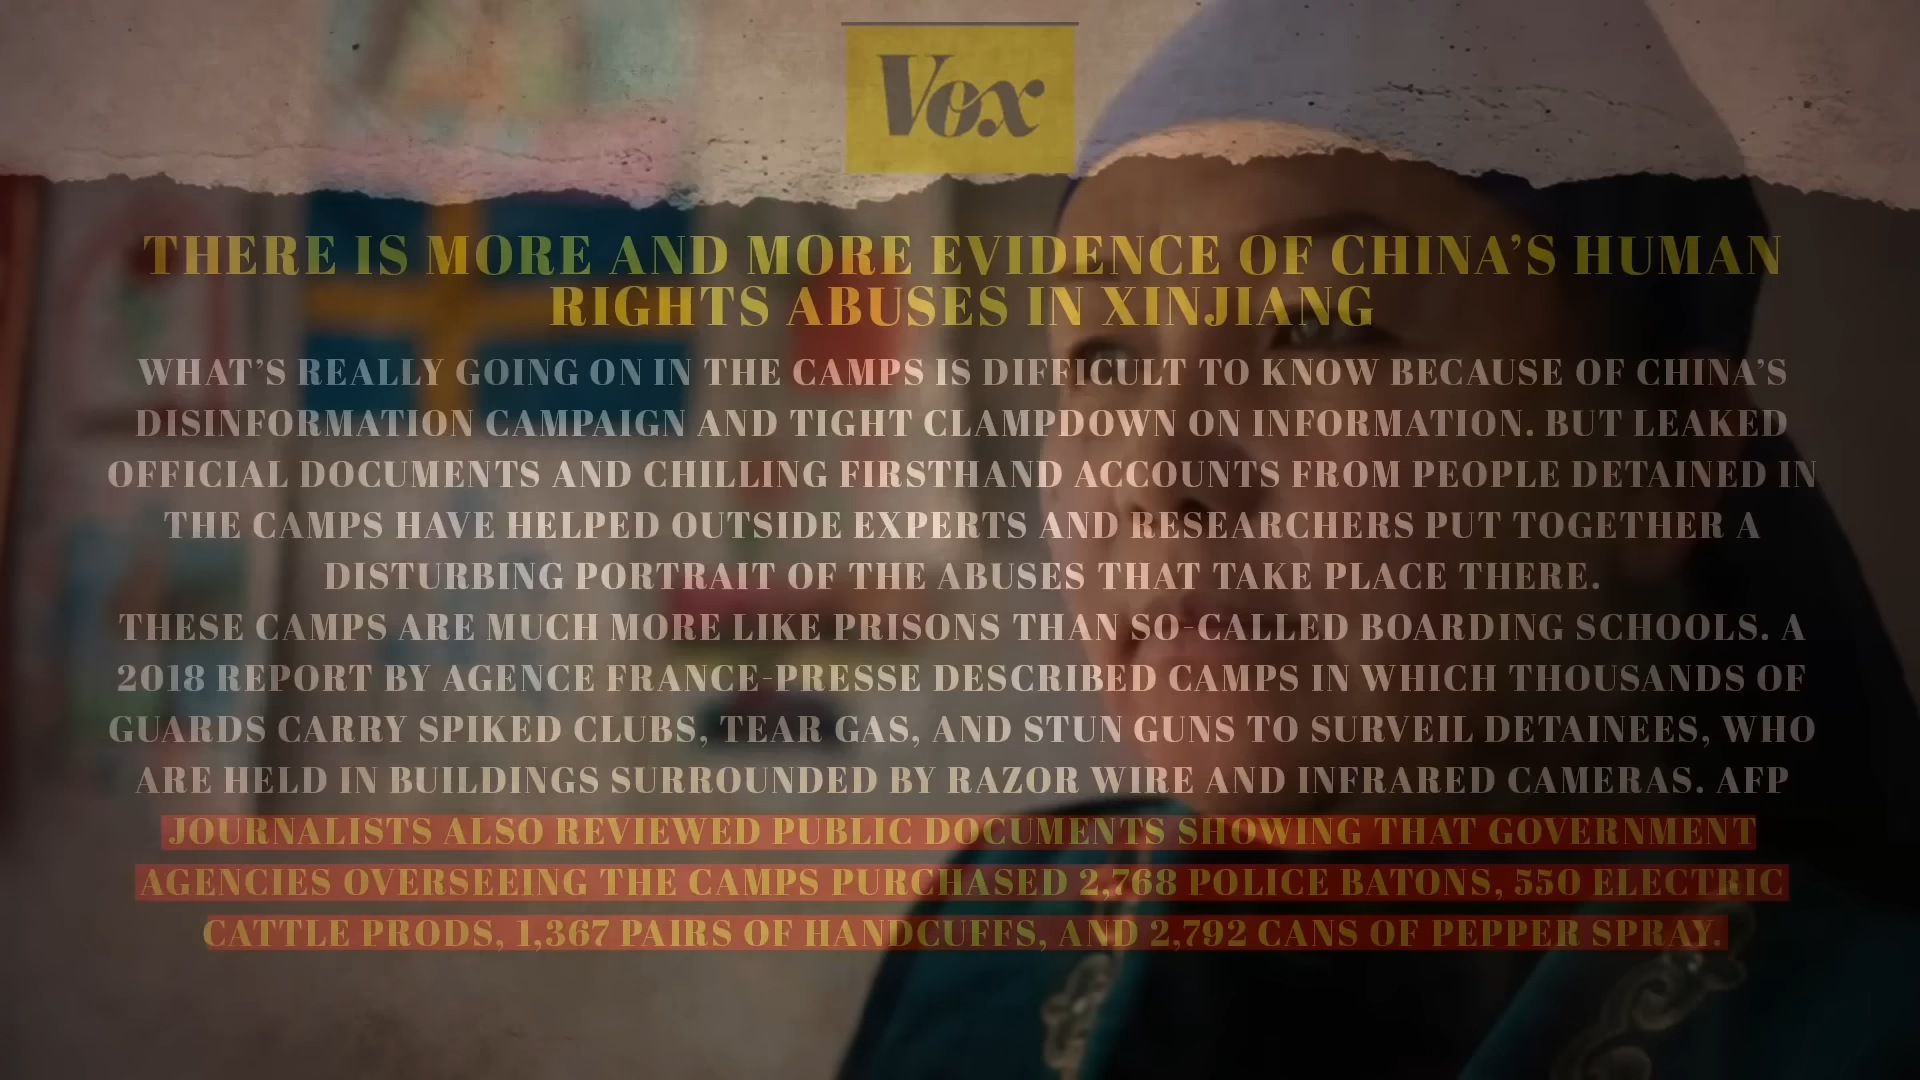 Vox
THERE IS MORE AND MORE EVIDENCE OF CHINA’S HUMAN
RIGHTS ABUSES IN XINJIANG
WHAT’S REALLY GOING ON IN THE CAMPS IS DIFFICULT TO KNOW BECAUSE OF CHINA’S
DISINFORMATION CAMPAIGN AND TIGHT CLAMPDOWN ON INFORMATION. BUT LEAKED
OFFICIAL DOCUMENTS AND CHILLING FIRSTHAND ACCOUNTS FROM PEOPLE DETAINED IN
THE CAMPS HAVE HELPED OUTSIDE EXPERTS AND RESEARCHERS PUT TOGETHER A
DISTURBING PORTRAIT OF THE ABUSES THAT TAKE PLACE THERE.
THESE CAMPS ARE MUCH MORE LIKE PRISONS THAN SO-CALLED BOARDING SCHOOLS. A
2018 REPORT BY AGENCE FRANCE-PRESSE DESCRIBED CAMPS IN WHICH THOUSANDS OF
GUARDS CARRY SPIKED CLUBS, TEAR GAS, AND STUN GUNS TO SURVEIL DETAINEES, WHO
ARE HELD IN BUILDINGS SURROUNDED BY RAZOR WIRE AND INFRARED CAMERAS. AFP
JOURNALISTS ALSO REVIEWED PUBLIC DOCUMENTS SHOWING THAT GOVERNMENT
AGENCIES OVERSEEING THE CAMPS PURCHASED 2,768 POLICE BATONS, 550 ELECTRIC
CATTLE PRODS, 1,367 PAIRS OF HANDCUFFS, AND 2,792 CANS OF PEPPER SPRAY.